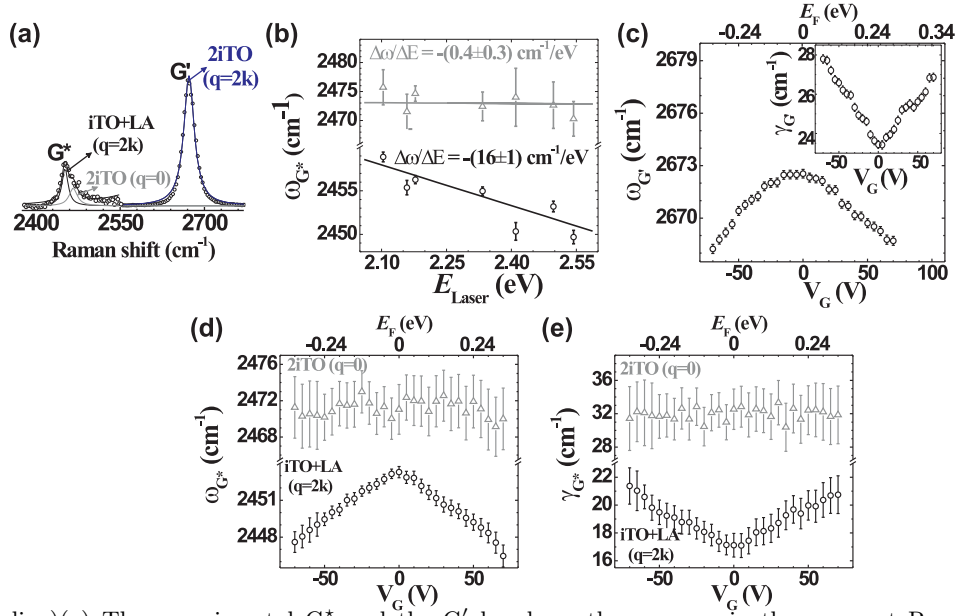 (a)
G'
2iTO
(q=2k)
iTO+LA
(q=2k)
G*
2iTO (q=0)
2400 2550 2700
Raman shift (cm-1)
(b)
Δω/ΔE = -(0.4±0.3) cm-1/eV
Δω/ΔE = -(16±1) cm-1/eV
2480
2478
2475
2473
2470
2455
2450
ωG* (cm-1)
2.10 2.25 2.40 2.55
ELaser (eV)
(c)
EF (eV)
-0.24 0 0.24
2679
2676
2673
2670
ωG' (cm-1)
-50 0 50 100
VG (V)
0 0.24 0.34
28
26
24
γG' (cm-1)
-50 0 50
VG (V)
(d)
EF (eV)
-0.24 0 0.24
2iTO (q=0)
2476
2472
2468
2451
2448
ωG* (cm-1)
iTO+LA
(q=2k)
-50 0 50
VG (V)
(e)
EF (eV)
-0.24 0 0.24
2iTO (q=0)
36
32
28
22
20
18
16
γG* (cm-1)
iTO+LA
(q=2k)
-50 0 50
VG (V)